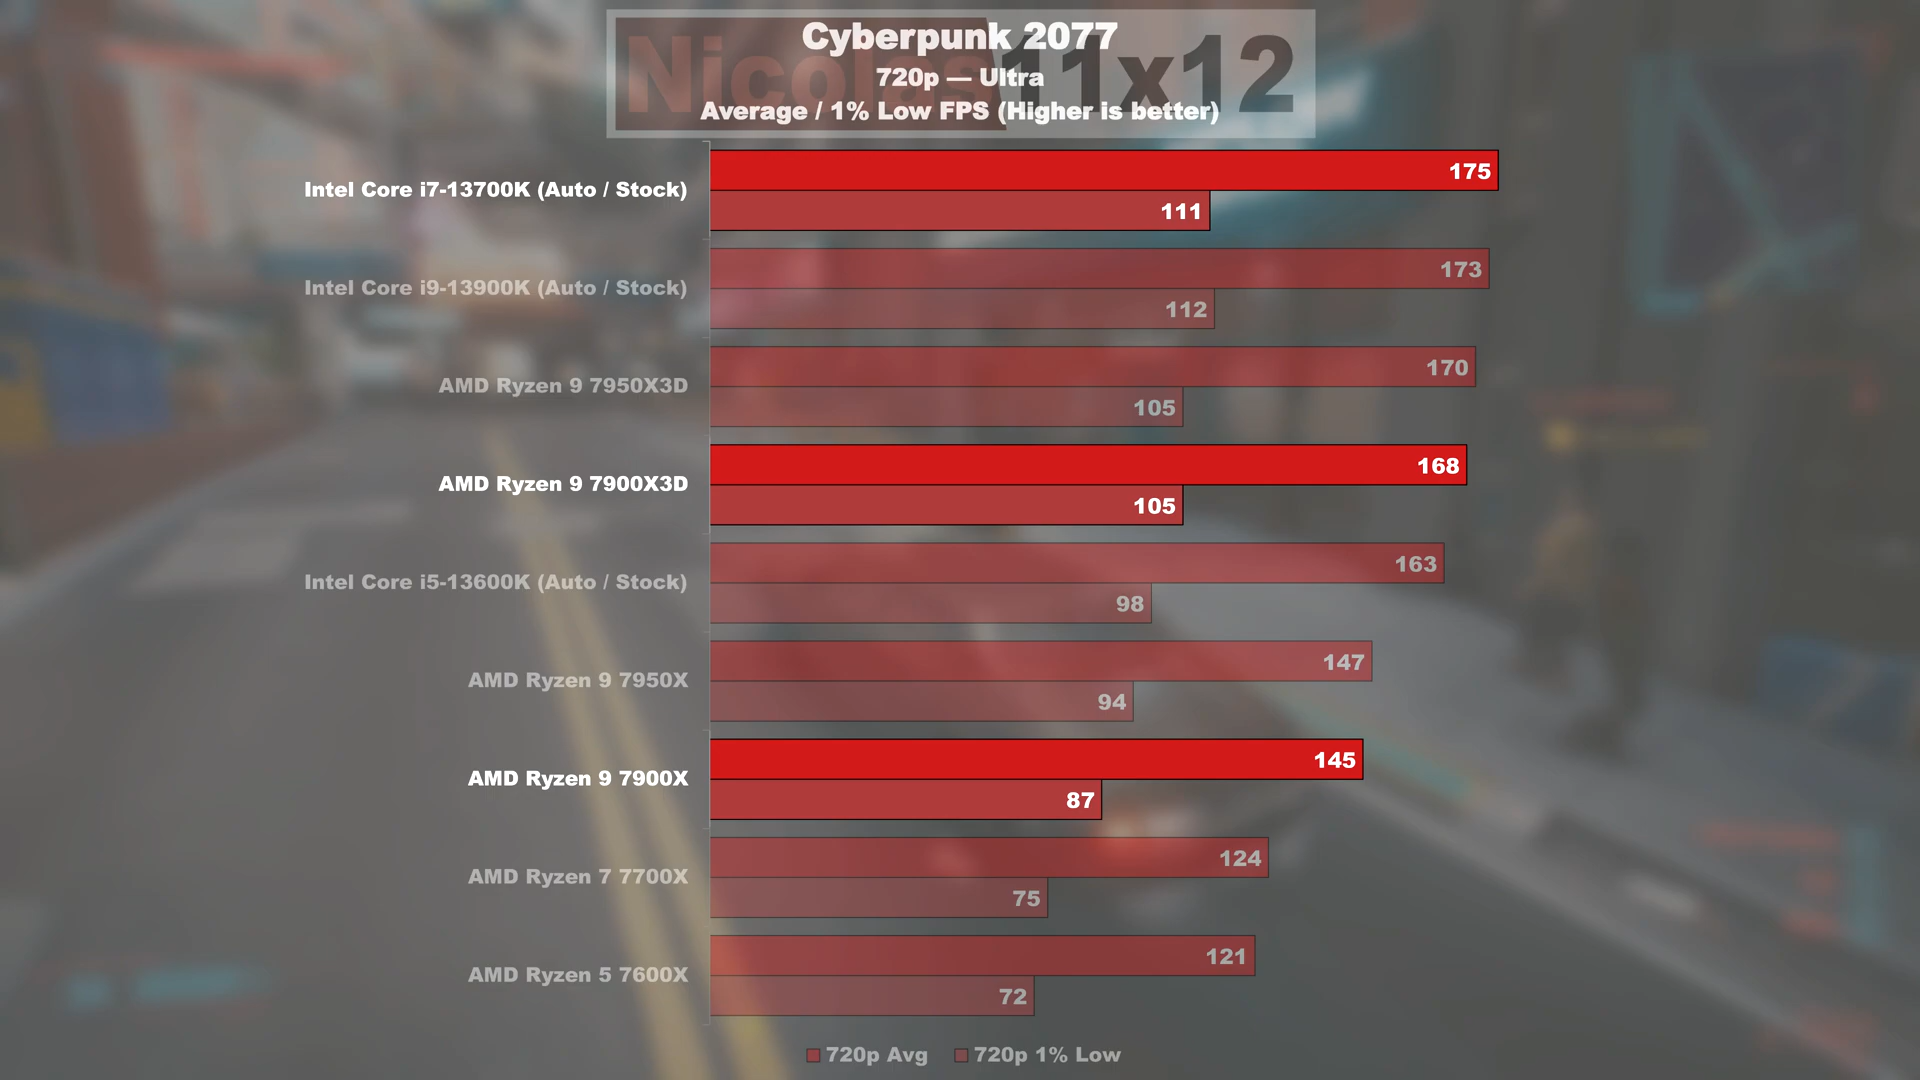 Nicolas11x12
Cyberpunk 2077
720p — Ultra
Average / 1% Low FPS (Higher is better)
Intel Core i7-13700K (Auto / Stock)
175
111
Intel Core i9-13900K (Auto / Stock)
173
112
AMD Ryzen 9 7950X3D
170
105
AMD Ryzen 9 7900X3D
168
105
Intel Core i5-13600K (Auto / Stock)
163
98
AMD Ryzen 9 7950X
147
94
AMD Ryzen 9 7900X
145
87
AMD Ryzen 7 7700X
124
75
AMD Ryzen 5 7600X
121
72
720p Avg 720p 1% Low